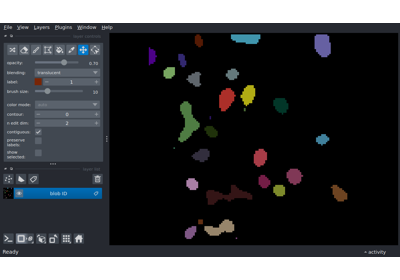 File View Layers Plugins Window Help
opacity: 0.70
blending: translucent
label: 1
brush size: 10
color mode:
contour: 0
n edit dim: 2
contiguous:
preserve labels:
show selected:
blob ID
Ready
activity